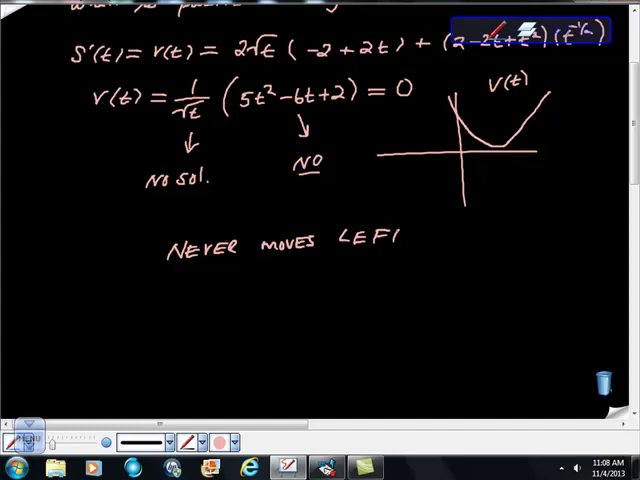 S'(t) = v(t) = 2√t ( -2 + 2t ) + (2 - 2t + t²) (t^-1/2)
v(t) = 1/√t ( 5t² - 6t + 2 ) = 0
v(t)
No sol.
NO
NEVER MOVES LEFT
MENU
11:08 AM
11/4/2013